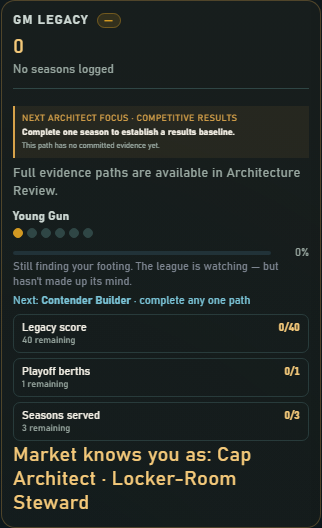 GM LEGACY —
0
No seasons logged
NEXT ARCHITECT FOCUS · COMPETITIVE RESULTS
Complete one season to establish a results baseline.
This path has no committed evidence yet.
Full evidence paths are available in Architecture
Review.
Young Gun
0%
Still finding your footing. The league is watching — but
hasn't made up its mind.
Next: Contender Builder · complete any one path
Legacy score 0/40
40 remaining
Playoff berths 0/1
1 remaining
Seasons served 0/3
3 remaining
Market knows you as: Cap
Architect · Locker-Room
Steward